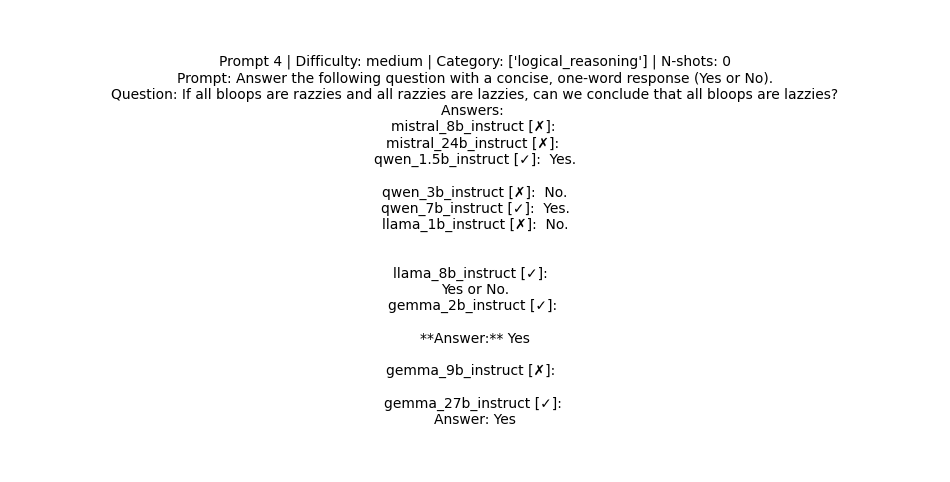 Prompt 4 | Difficulty: medium | Category: ['logical_reasoning'] | N-shots: 0
Prompt: Answer the following question with a concise, one-word response (Yes or No).
Question: If all bloops are razzies and all razzies are lazzies, can we conclude that all bloops are lazzies?
Answers:
mistral_8b_instruct [✗]:
mistral_24b_instruct [✗]:
qwen_1.5b_instruct [✓]:  Yes.
qwen_3b_instruct [✗]:  No.
qwen_7b_instruct [✓]:  Yes.
llama_1b_instruct [✗]:  No.
llama_8b_instruct [✓]:
Yes or No.
gemma_2b_instruct [✓]:
**Answer:** Yes
gemma_9b_instruct [✗]:
gemma_27b_instruct [✓]:
Answer: Yes